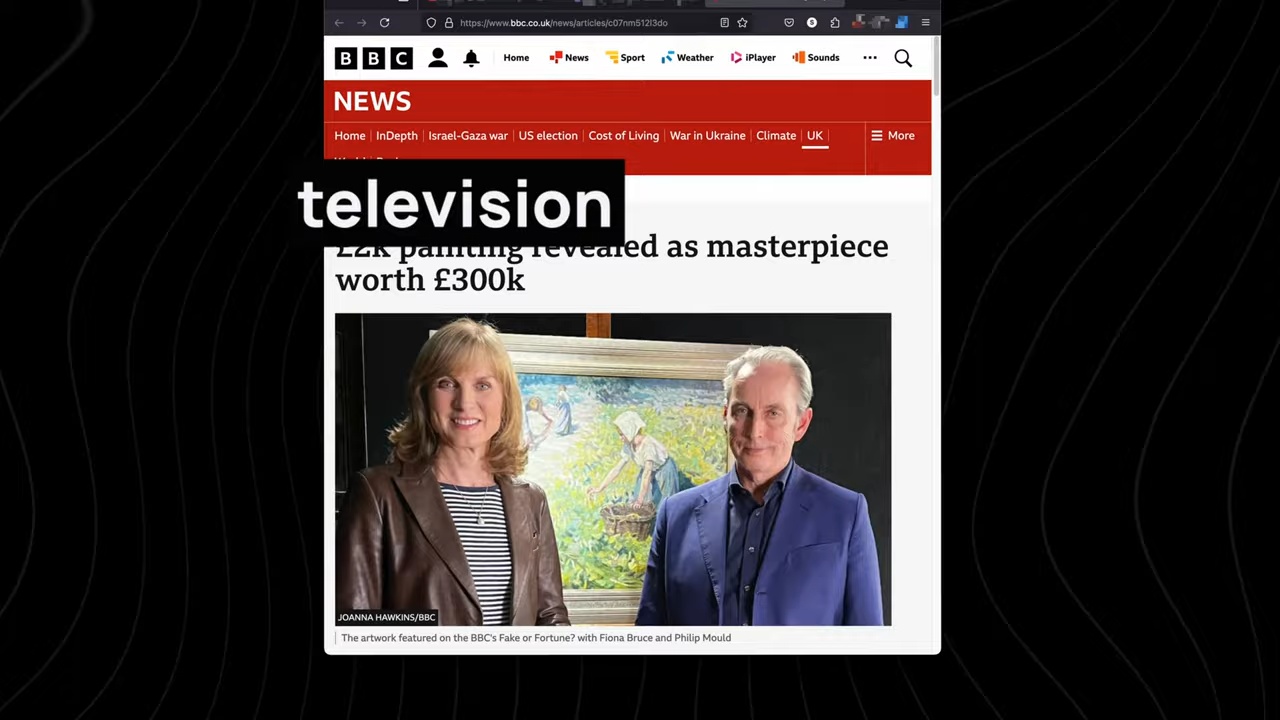 https://www.bbc.co.uk/news/articles/c07nm512l3do
BBC Home News Sport Weather iPlayer Sounds
NEWS
Home InDepth Israel-Gaza war US election Cost of Living War in Ukraine Climate UK More
television
£2k painting revealed as masterpiece
worth £300k
JOANNA HAWKINS/BBC
The artwork featured on the BBC's Fake or Fortune? with Fiona Bruce and Philip Mould